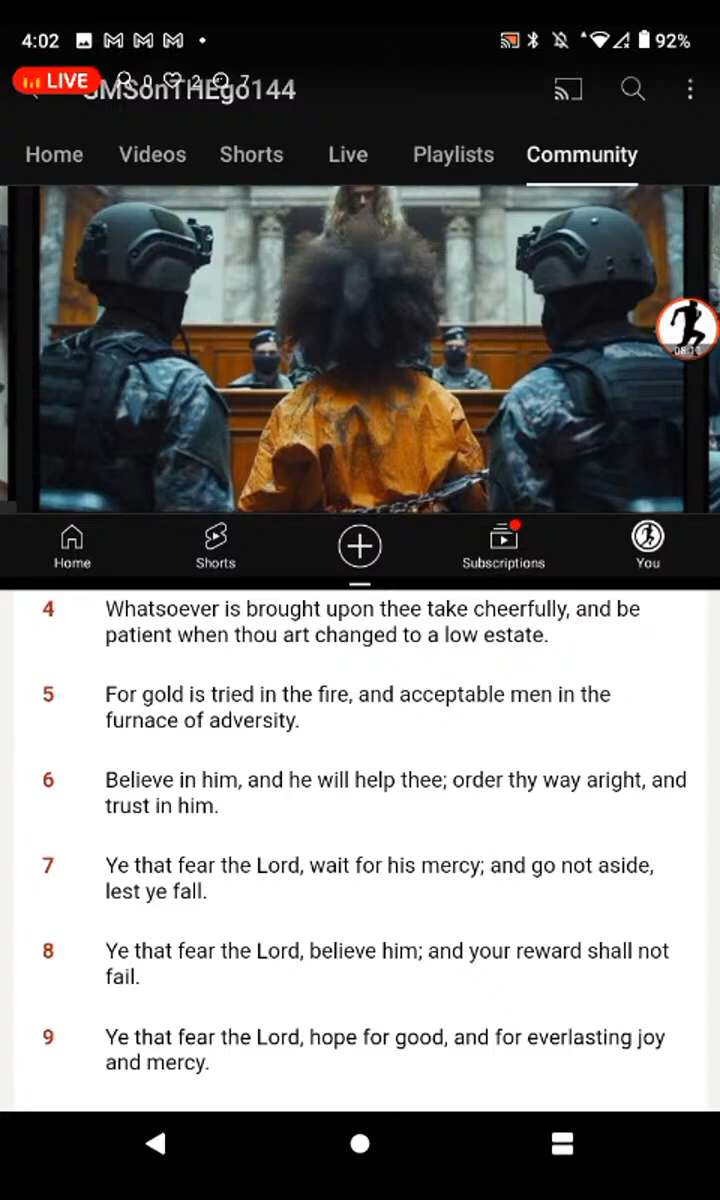 4:02
92%
LIVE
0 2 7
GMSonTHEgo144
Home Videos Shorts Live Playlists Community
Home Shorts Subscriptions You
4 Whatsoever is brought upon thee take cheerfully, and be
patient when thou art changed to a low estate.
5 For gold is tried in the fire, and acceptable men in the
furnace of adversity.
6 Believe in him, and he will help thee; order thy way aright, and
trust in him.
7 Ye that fear the Lord, wait for his mercy; and go not aside,
lest ye fall.
8 Ye that fear the Lord, believe him; and your reward shall not
fail.
9 Ye that fear the Lord, hope for good, and for everlasting joy
and mercy.